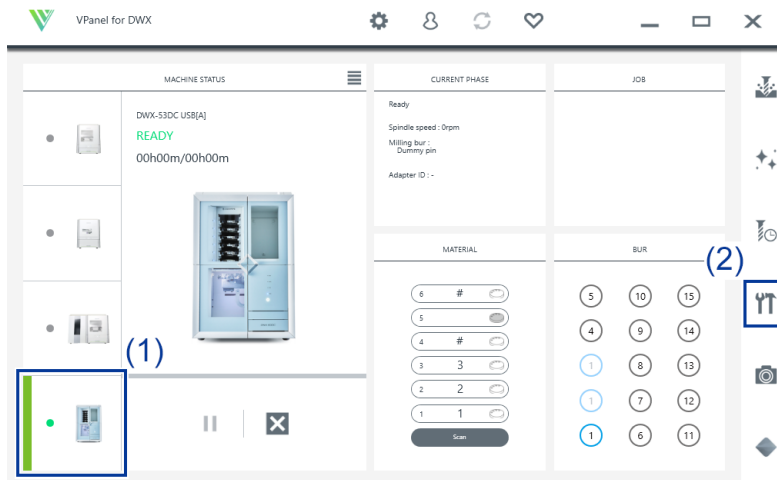 VPanel for DWX
MACHINE STATUS
DWX-53DC USB[A]
READY
00h00m/00h00m
(1)
CURRENT PHASE
Ready
Spindle speed : 0rpm
Milling bur :
Dummy pin
Adapter ID : -
JOB
MATERIAL
6 #
5
4 #
3 3
2 2
1 1
Scan
BUR
(2)
5 10 15
4 9 14
1 8 13
1 7 12
1 6 11